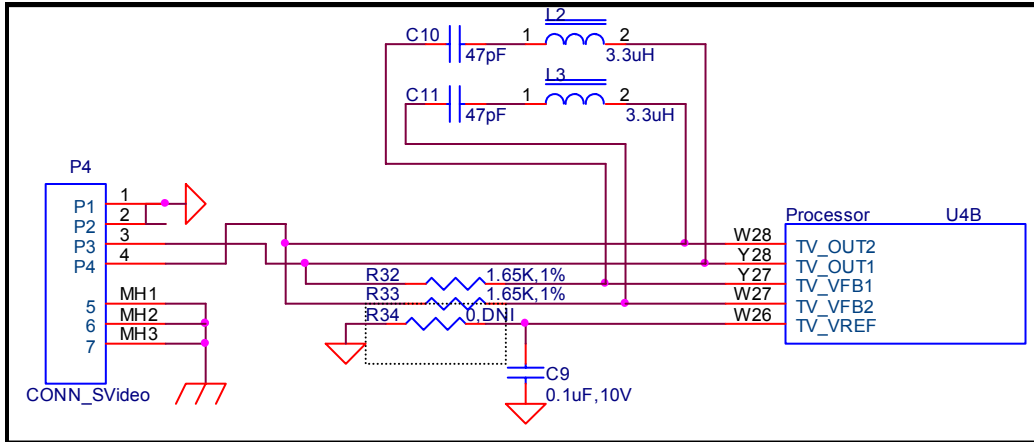 L2
C10
1
2
47pF
3.3uH
L3
C11
1
2
47pF
3.3uH
P4
1
P1
2
P2
3
P3
4
P4
5
MH1
6
MH2
7
MH3
CONN_SVideo
Processor
U4B
W28
TV_OUT2
Y28
TV_OUT1
Y27
TV_VFB1
W27
TV_VFB2
W26
TV_VREF
R32
1.65K,1%
R33
1.65K,1%
R34
0,DNI
C9
0.1uF,10V